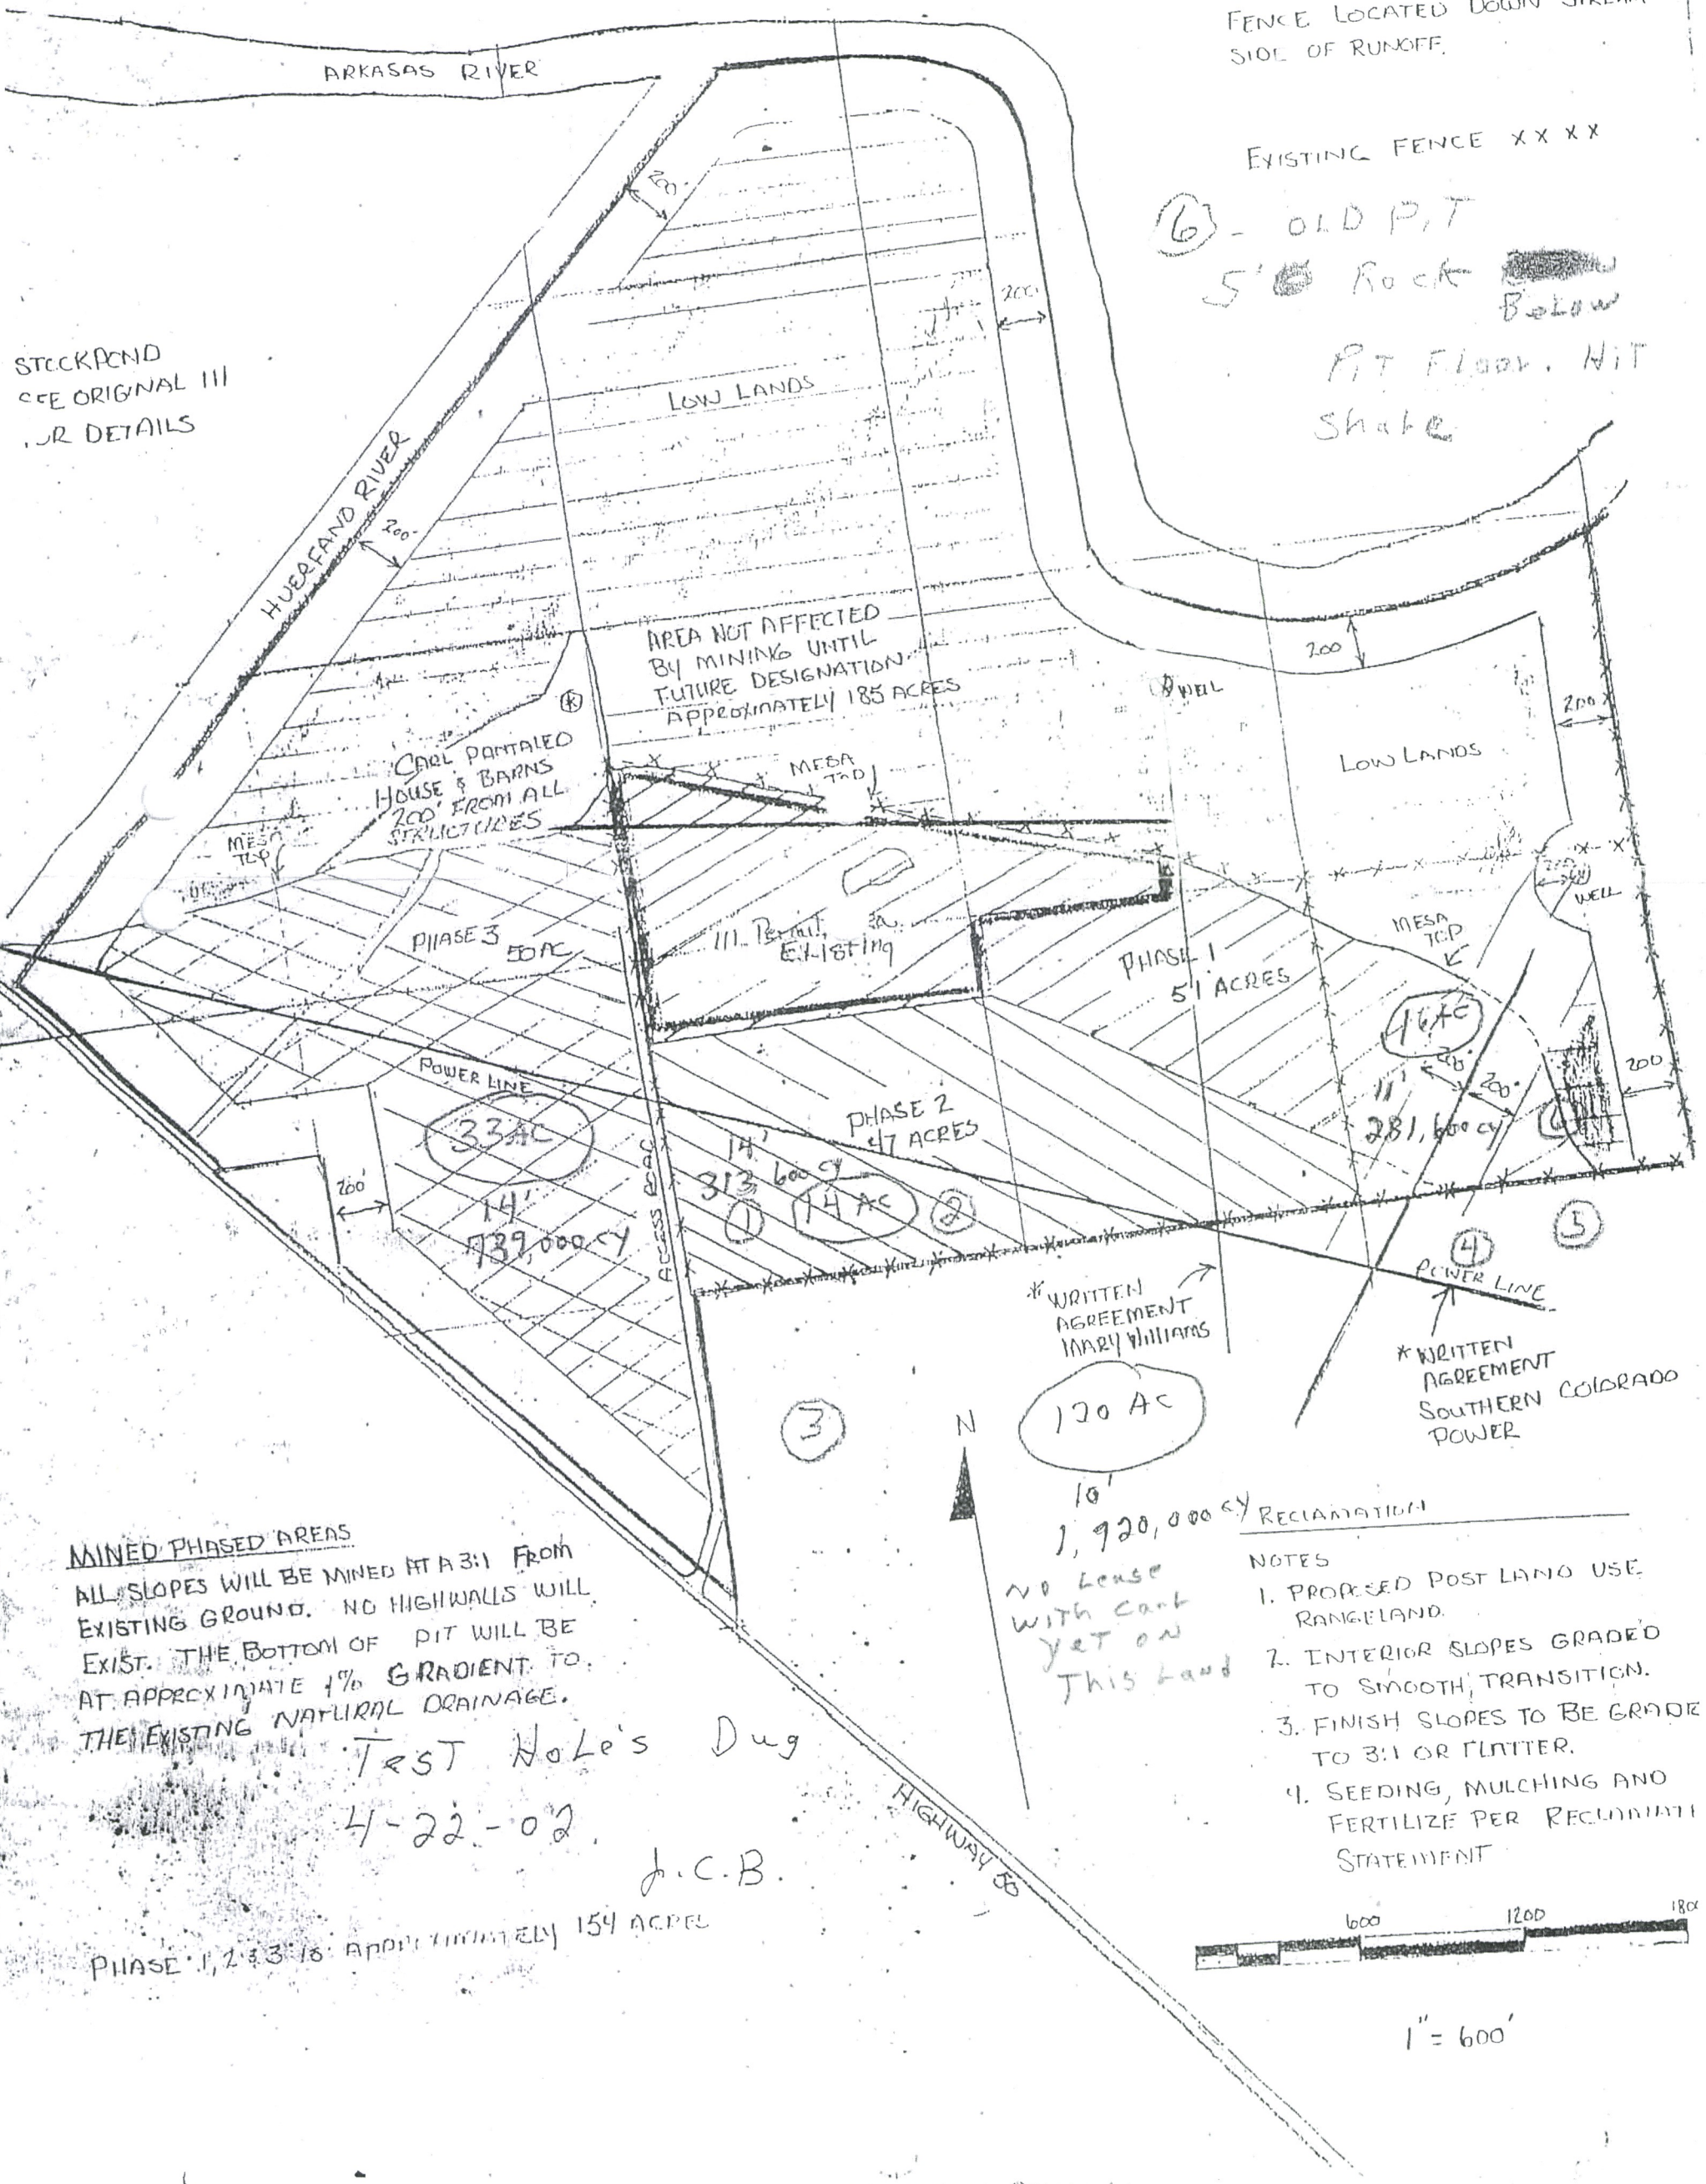 FENCE LOCATED DOWN STREAM
SIDE OF RUNOFF.
ARKASAS RIVER
EXISTING FENCE x x x x
6 - OLD PIT
5' Rock
Below
PIT Floor. HIT
Shale
200'
200'
STOCKPOND
SEE ORIGINAL 111
DETAILS
LOW LANDS
HUERFANO RIVER
200'
AREA NOT AFFECTED
BY MINING UNTIL
FUTURE DESIGNATION
APPROXIMATELY 185 ACRES
200
WELL
200
LOW LANDS
*
CARL PANTALEO
HOUSE & BARNS
200' FROM ALL
STRUCTURES
MESA
TOP
MESA
TOP
WELL
MESA
TOP
PHASE 3
50 AC
111 Permit
Existing
PHASE 1
51 ACRES
16 AC
200'
200'
200
11'
281,600 CY
6
POWER LINE
33 AC
14'
739,000 CY
200'
ACCESS ROAD
PHASE 2
47 ACRES
14'
313,600 CY
1
14 AC
2
4
5
POWER LINE
* WRITTEN
AGREEMENT
MARY WILLIAMS
* WRITTEN
AGREEMENT
SOUTHERN COLORADO
POWER
3
N
120 AC
10'
1,920,000 CY
No Lease
With Carl
Yet on
This Land
MINED PHASED AREAS
ALL SLOPES WILL BE MINED AT A 3:1 FROM
EXISTING GROUND. NO HIGHWALLS WILL
EXIST. THE BOTTOM OF PIT WILL BE
AT APPROXIMATE 1% GRADIENT TO
THE EXISTING NATURAL DRAINAGE.
Test Hole's Dug
4-22-02
J.C.B.
PHASE 1, 2 & 3 is APPROXIMATELY 154 ACRES
RECLAMATION
NOTES
1. PROPOSED POST LAND USE
RANGELAND.
2. INTERIOR SLOPES GRADED
TO SMOOTH TRANSITION.
3. FINISH SLOPES TO BE GRADE
TO 3:1 OR FLATTER.
4. SEEDING, MULCHING AND
FERTILIZE PER RECLAMATI
STATEMENT
HIGHWAY 50
600 1200 180
1" = 600'